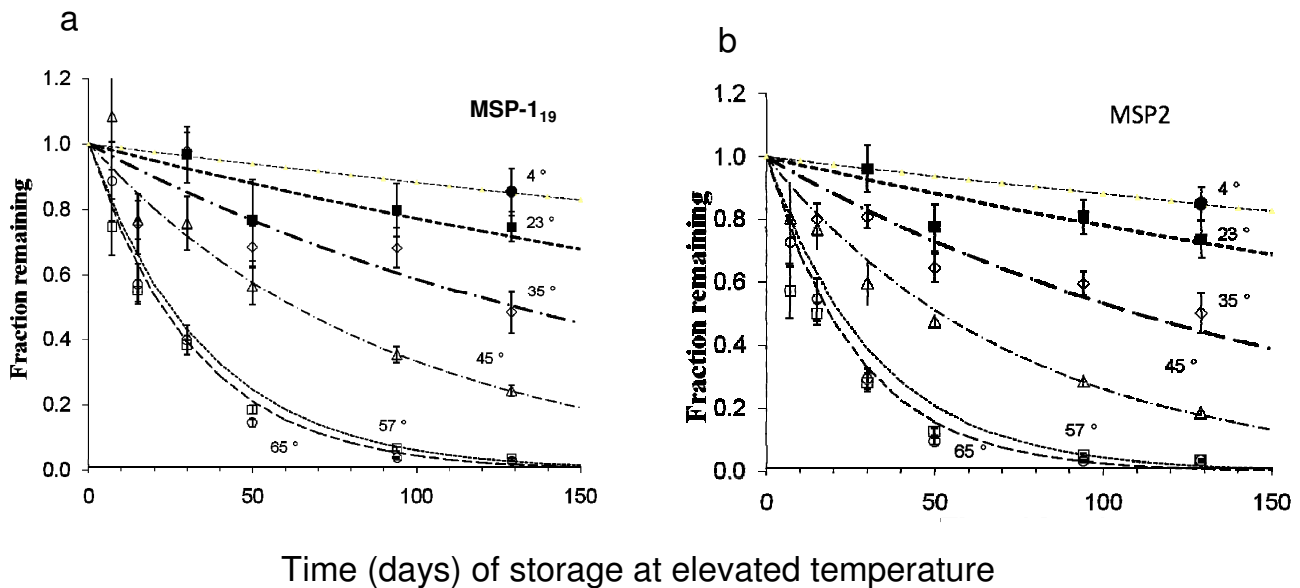 a
1.2
1.0
0.8
0.6
0.4
0.2
0.0
Fraction remaining
MSP-1₁₉
4 °
23 °
35 °
45 °
57 °
65 °
0 50 100 150
b
1.2
1.0
0.8
0.6
0.4
0.2
0.0
Fraction remaining
MSP2
4 °
23 °
35 °
45 °
57 °
65 °
0 50 100 150
Time (days) of storage at elevated temperature